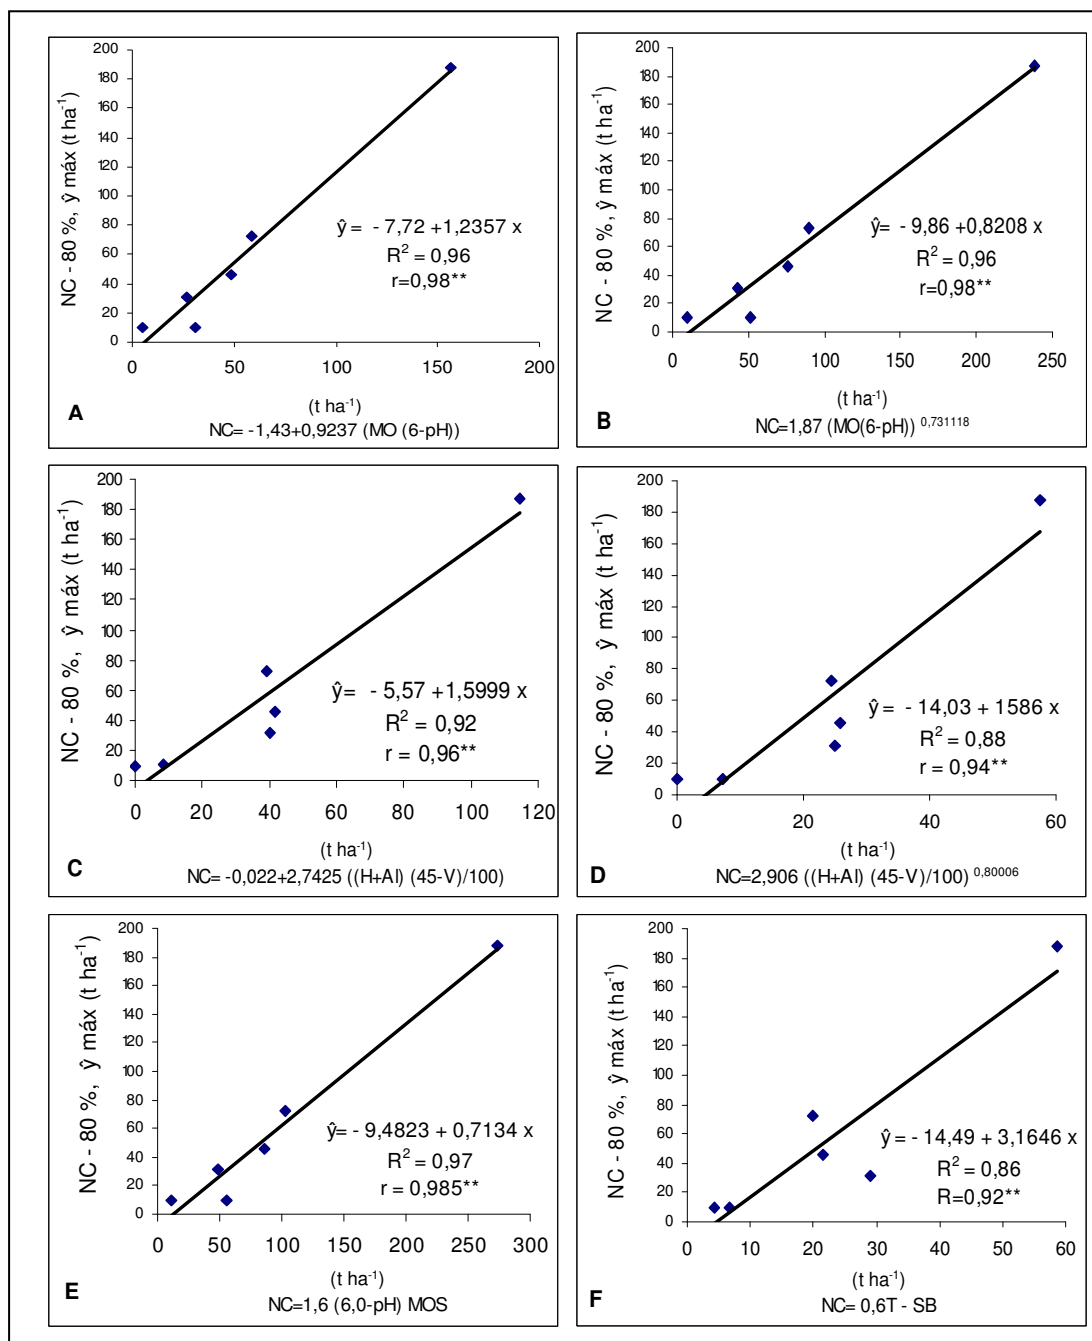 NC - 80 %, ŷ máx (t ha⁻¹)
200
180
160
140
120
100
80
60
40
20
0
ŷ = - 7,72 +1,2357 x
R² = 0,96
r=0,98**
0 50 100 150 200
(t ha⁻¹)
A
NC= -1,43+0,9237 (MO (6-pH))
NC - 80 %, ŷ máx (t ha⁻¹)
200
180
160
140
120
100
80
60
40
20
0
ŷ= - 9,86 +0,8208 x
R² = 0,96
r=0,98**
0 50 100 150 200 250
(t ha⁻¹)
B
NC=1,87 (MO(6-pH)) ⁰,⁷³¹¹¹⁸
NC - 80 %, ŷ máx (t ha⁻¹)
200
180
160
140
120
100
80
60
40
20
0
ŷ= - 5,57 +1,5999 x
R² = 0,92
r = 0,96**
0 20 40 60 80 100 120
(t ha⁻¹)
C
NC= -0,022+2,7425 ((H+Al) (45-V)/100)
NC - 80 %, ŷ máx (t ha⁻¹)
200
180
160
140
120
100
80
60
40
20
0
ŷ = - 14,03 + 1586 x
R² = 0,88
r = 0,94**
0 20 40 60
(t ha⁻¹)
D
NC=2,906 ((H+Al) (45-V)/100) ⁰,⁸⁰⁰⁰⁶
NC - 80 %, ŷ máx (t ha⁻¹)
200
180
160
140
120
100
80
60
40
20
0
ŷ= - 9,4823 + 0,7134 x
R² = 0,97
r = 0,985**
0 50 100 150 200 250 300
(t ha⁻¹)
E
NC=1,6 (6,0-pH) MOS
NC - 80 %, ŷ máx (t ha⁻¹)
200
180
160
140
120
100
80
60
40
20
0
ŷ= - 14,49 + 3,1646 x
R² = 0,86
R=0,92**
0 10 20 30 40 50 60
(t ha⁻¹)
F
NC= 0,6T - SB